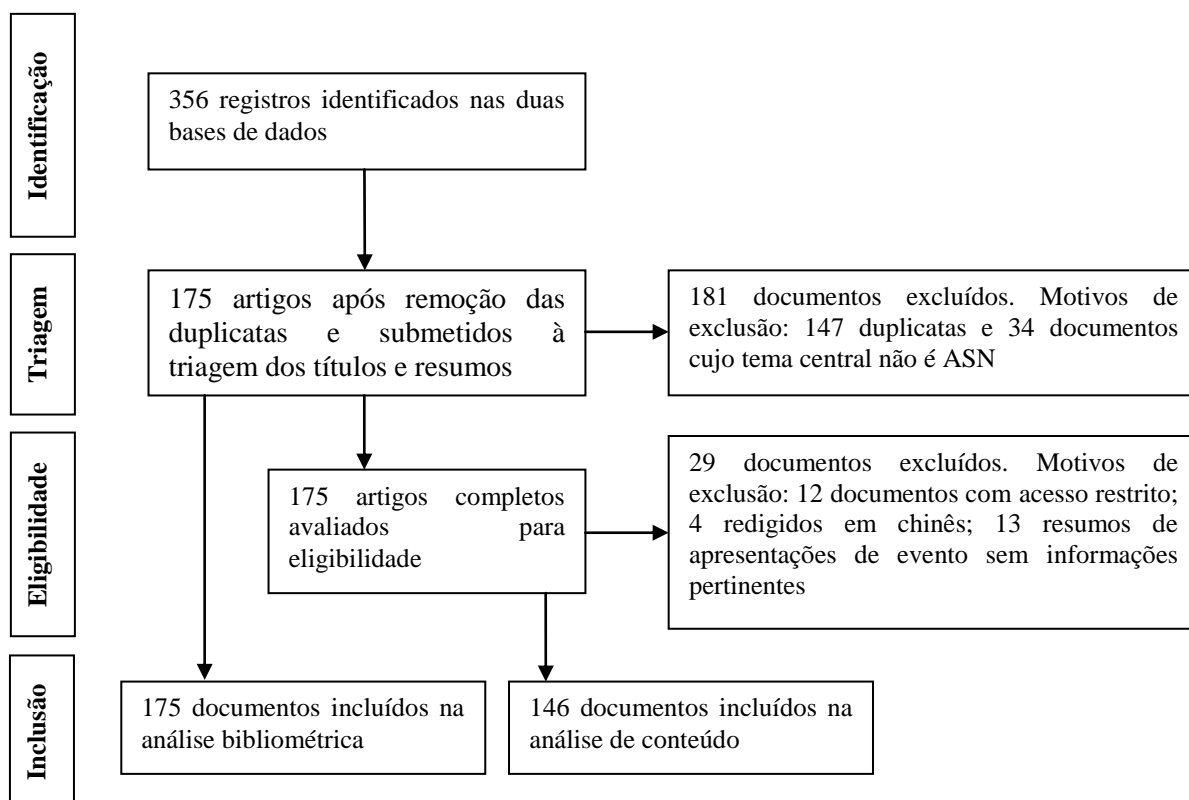 Identificação
356 registros identificados nas duas
bases de dados
Triagem
175 artigos após remoção das
duplicatas e submetidos à
triagem dos títulos e resumos
181 documentos excluídos. Motivos de
exclusão: 147 duplicatas e 34 documentos
cujo tema central não é ASN
Eligibilidade
175 artigos completos
avaliados para
eligibilidade
29 documentos excluídos. Motivos de
exclusão: 12 documentos com acesso restrito;
4 redigidos em chinês; 13 resumos de
apresentações de evento sem informações
pertinentes
Inclusão
175 documentos incluídos na
análise bibliométrica
146 documentos incluídos na
análise de conteúdo